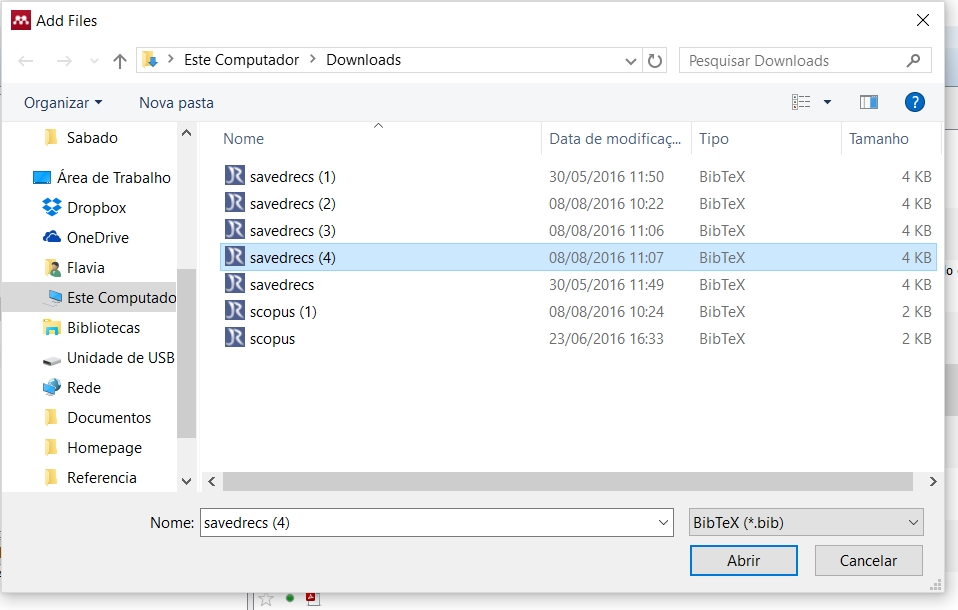 Add Files
Este Computador > Downloads
Pesquisar Downloads
Organizar
Nova pasta
?
Nome
Data de modificaç...
Tipo
Tamanho
Sabado
Área de Trabalho
Dropbox
OneDrive
Flavia
Este Computado
Bibliotecas
Unidade de USB
Rede
Documentos
Homepage
Referencia
savedrecs (1) 30/05/2016 11:50 BibTeX 4 KB
savedrecs (2) 08/08/2016 10:22 BibTeX 4 KB
savedrecs (3) 08/08/2016 11:06 BibTeX 4 KB
savedrecs (4) 08/08/2016 11:07 BibTeX 4 KB
savedrecs 30/05/2016 11:49 BibTeX 4 KB
scopus (1) 08/08/2016 10:24 BibTeX 2 KB
scopus 23/06/2016 16:33 BibTeX 2 KB
Nome: savedrecs (4)
BibTeX (*.bib)
Abrir
Cancelar